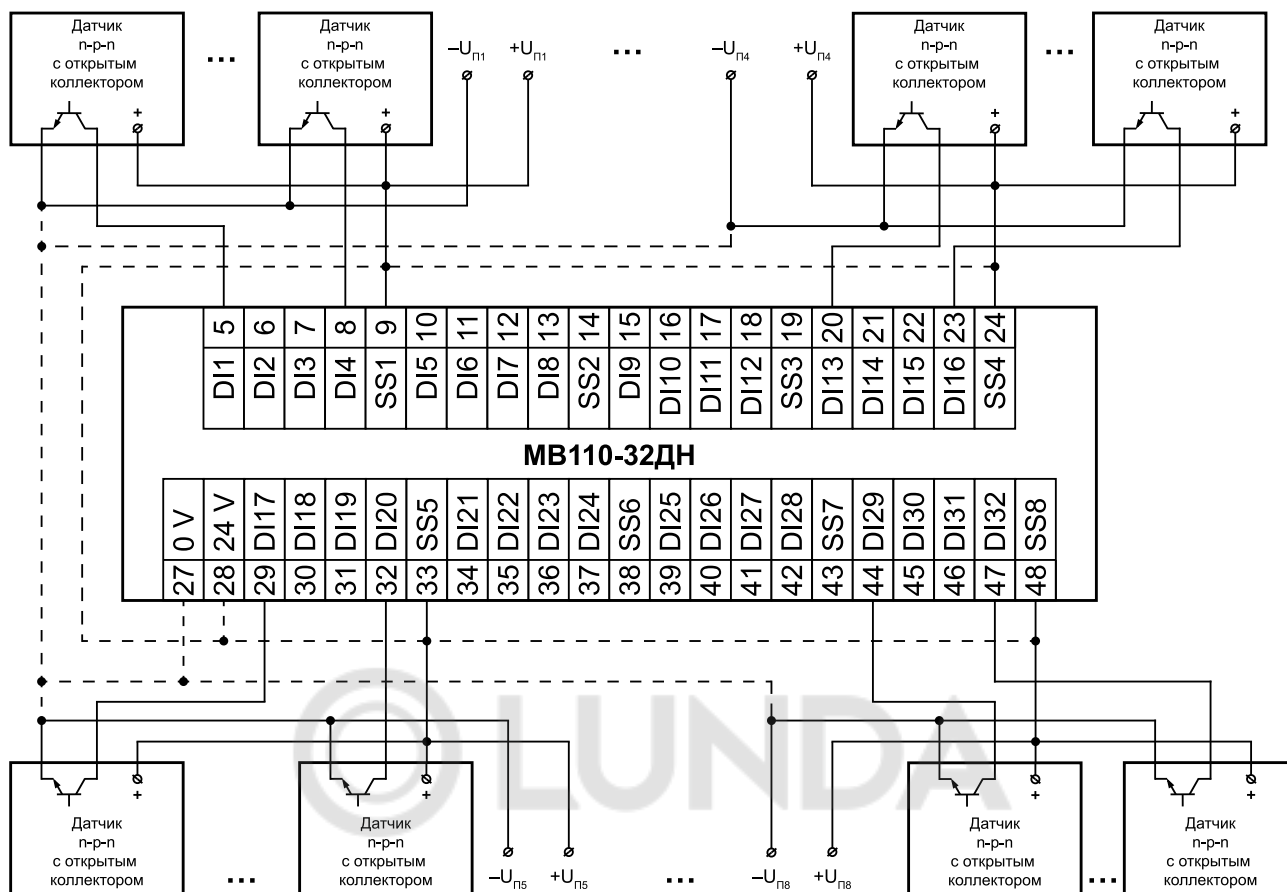 Датчик
n-p-n
с открытым
коллектором
+
...
Датчик
n-p-n
с открытым
коллектором
+
–UП1
+UП1
...
–UП4
+UП4
Датчик
n-p-n
с открытым
коллектором
+
...
Датчик
n-p-n
с открытым
коллектором
+
5 6 7 8 9 10 11 12 13 14 15 16 17 18 19 20 21 22 23 24
DI1 DI2 DI3 DI4 SS1 DI5 DI6 DI7 DI8 SS2 DI9 DI10 DI11 DI12 SS3 DI13 DI14 DI15 DI16 SS4
МВ110-32ДН
0 V 24 V DI17 DI18 DI19 DI20 SS5 DI21 DI22 DI23 DI24 SS6 DI25 DI26 DI27 DI28 SS7 DI29 DI30 DI31 DI32 SS8
27 28 29 30 31 32 33 34 35 36 37 38 39 40 41 42 43 44 45 46 47 48
LUNDA
+
Датчик
n-p-n
с открытым
коллектором
...
+
Датчик
n-p-n
с открытым
коллектором
–UП5
+UП5
...
–UП8
+UП8
+
Датчик
n-p-n
с открытым
коллектором
...
+
Датчик
n-p-n
с открытым
коллектором